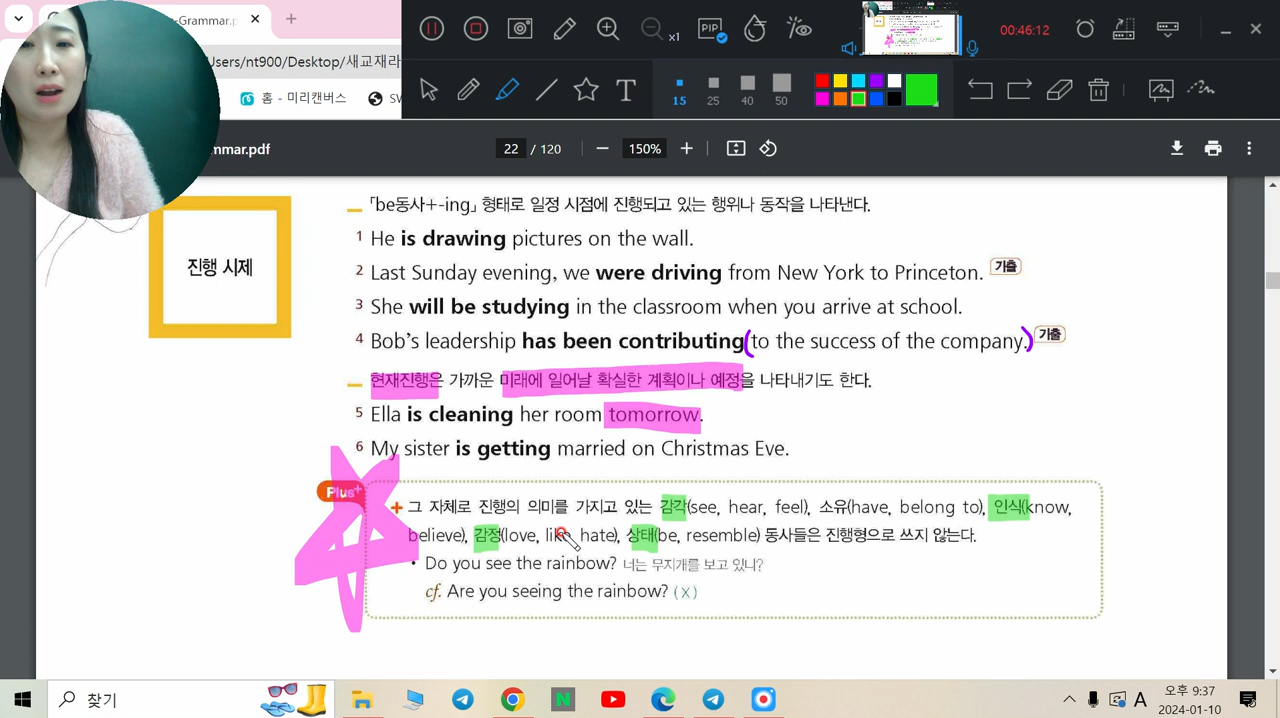 Grammar.p
00:46:12
x1
PIP
sers/nt900/Desktop/새교재라
홈 - 미리캔버스
15 25 40 50
mmar.pdf
22 / 120
150%
「be동사+-ing」 형태로 일정 시점에 진행되고 있는 행위나 동작을 나타낸다.
진행 시제
1 He is drawing pictures on the wall.
2 Last Sunday evening, we were driving from New York to Princeton. 기출
3 She will be studying in the classroom when you arrive at school.
4 Bob's leadership has been contributing to the success of the company. 기출
현재진행은 가까운 미래에 일어날 확실한 계획이나 예정을 나타내기도 한다.
5 Ella is cleaning her room tomorrow.
6 My sister is getting married on Christmas Eve.
Plus+
+ 그 자체로 진행의 의미를 가지고 있는 감각(see, hear, feel), 소유(have, belong to), 인식(know,
believe), 감정(love, like, hate), 상태(be, resemble) 동사들은 진행형으로 쓰지 않는다.
• Do you see the rainbow? 너는 무지개를 보고 있니?
cf. Are you seeing the rainbow? (X)
찾기
A
오후 9:37
2024-01-10